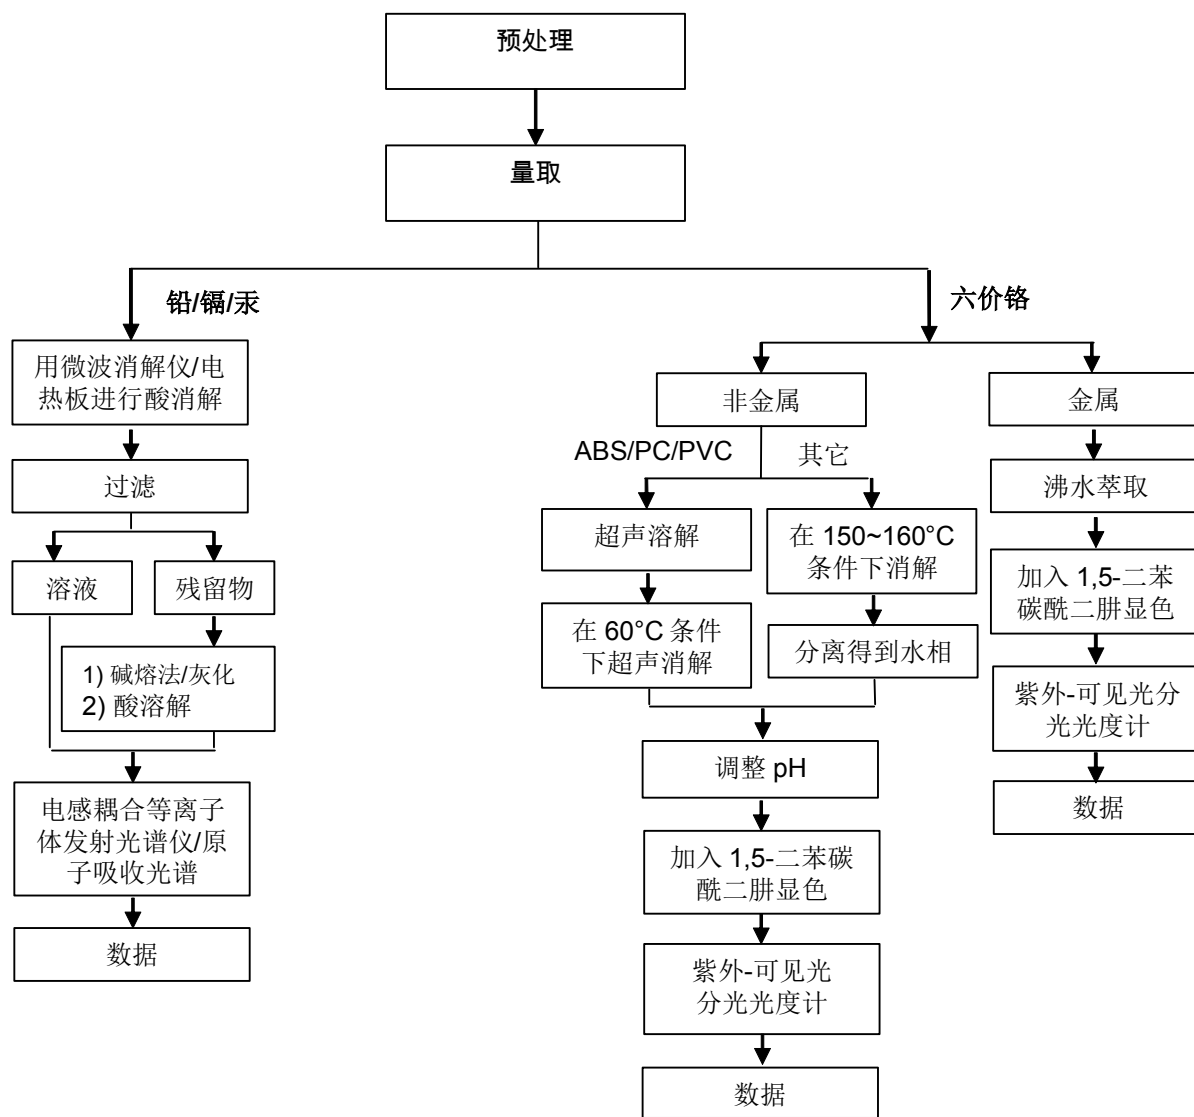 预处理
量取
铅/镉/汞
六价铬
用微波消解仪/电
热板进行酸消解
过滤
溶液
残留物
1) 碱熔法/灰化
2) 酸溶解
电感耦合等离子
体发射光谱仪/原
子吸收光谱
数据
非金属
ABS/PC/PVC
其它
超声溶解
在 60°C 条件
下超声消解
在 150~160°C
条件下消解
分离得到水相
调整 pH
加入 1,5-二苯碳
酰二肼显色
紫外-可见光
分光光度计
数据
金属
沸水萃取
加入 1,5-二苯
碳酰二肼显色
紫外-可见光分
光光度计
数据